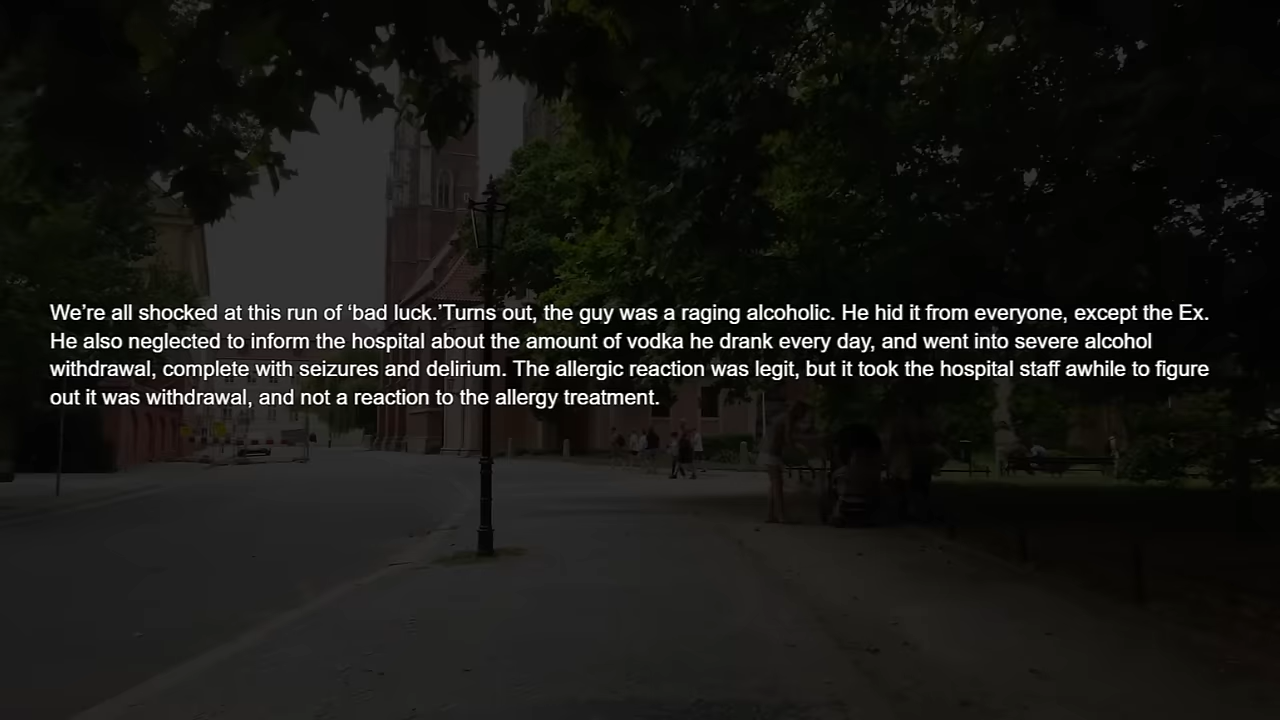 We’re all shocked at this run of ‘bad luck.’Turns out, the guy was a raging alcoholic. He hid it from everyone, except the Ex.
He also neglected to inform the hospital about the amount of vodka he drank every day, and went into severe alcohol
withdrawal, complete with seizures and delirium. The allergic reaction was legit, but it took the hospital staff awhile to figure
out it was withdrawal, and not a reaction to the allergy treatment.